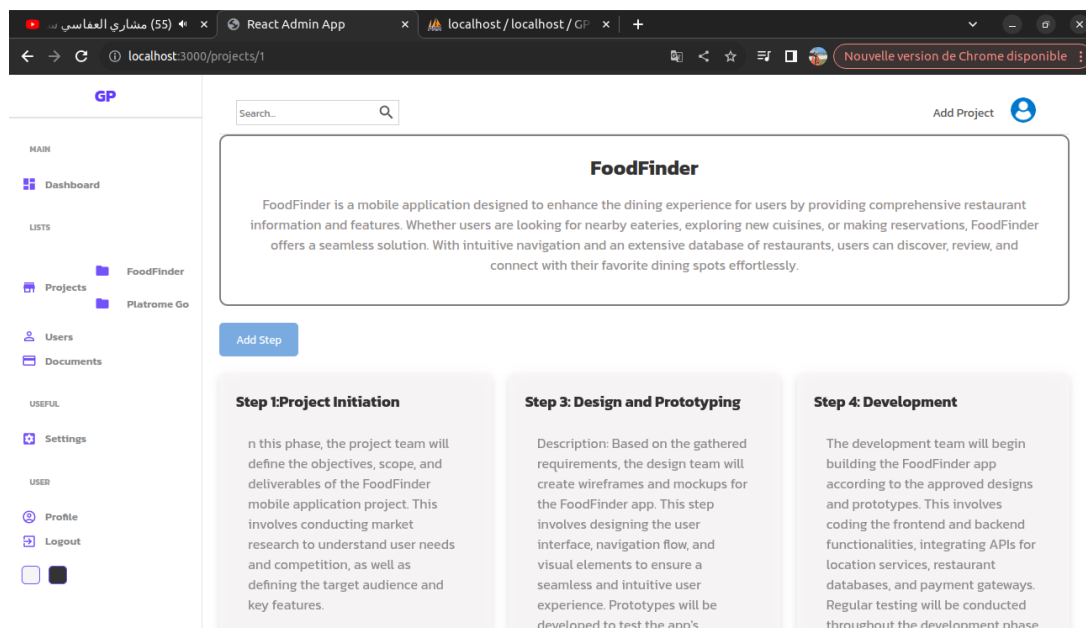 (55) مشاري العفاسي
React Admin App
localhost / localhost / GP
localhost:3000/projects/1
Nouvelle version de Chrome disponible
GP
Search...
Add Project
MAIN
Dashboard
LISTS
Projects
FoodFinder
Platrome Go
Users
Documents
USEFUL
Settings
USER
Profile
Logout
FoodFinder
FoodFinder is a mobile application designed to enhance the dining experience for users by providing comprehensive restaurant
information and features. Whether users are looking for nearby eateries, exploring new cuisines, or making reservations, FoodFinder
offers a seamless solution. With intuitive navigation and an extensive database of restaurants, users can discover, review, and
connect with their favorite dining spots effortlessly.
Add Step
Step 1:Project Initiation
n this phase, the project team will
define the objectives, scope, and
deliverables of the FoodFinder
mobile application project. This
involves conducting market
research to understand user needs
and competition, as well as
defining the target audience and
key features.
Step 3: Design and Prototyping
Description: Based on the gathered
requirements, the design team will
create wireframes and mockups for
the FoodFinder app. This step
involves designing the user
interface, navigation flow, and
visual elements to ensure a
seamless and intuitive user
experience. Prototypes will be
developed to test the app's
Step 4: Development
The development team will begin
building the FoodFinder app
according to the approved designs
and prototypes. This involves
coding the frontend and backend
functionalities, integrating APIs for
location services, restaurant
databases, and payment gateways.
Regular testing will be conducted
throughout the development phase